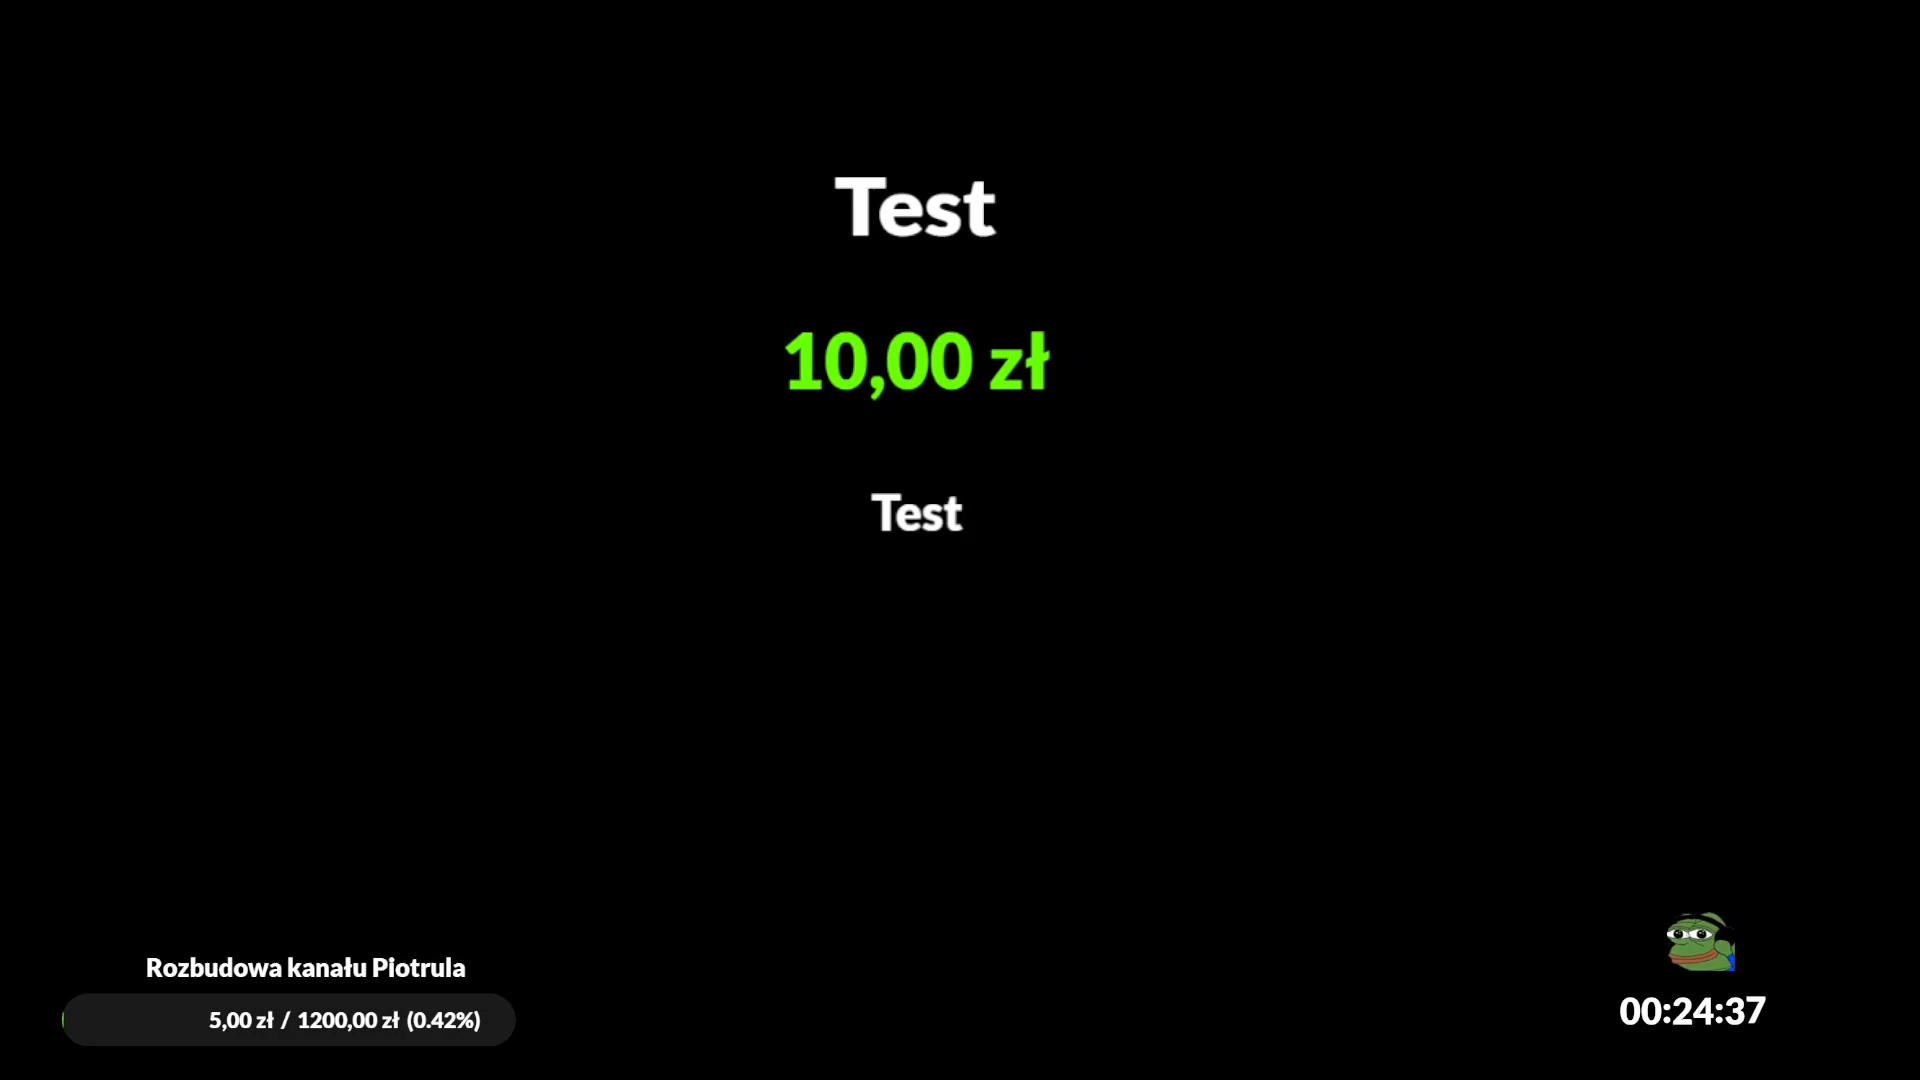 Test
10,00 zł
Test
Rozbudowa kanału Piotrula
5,00 zł / 1200,00 zł (0.42%)
00:24:37